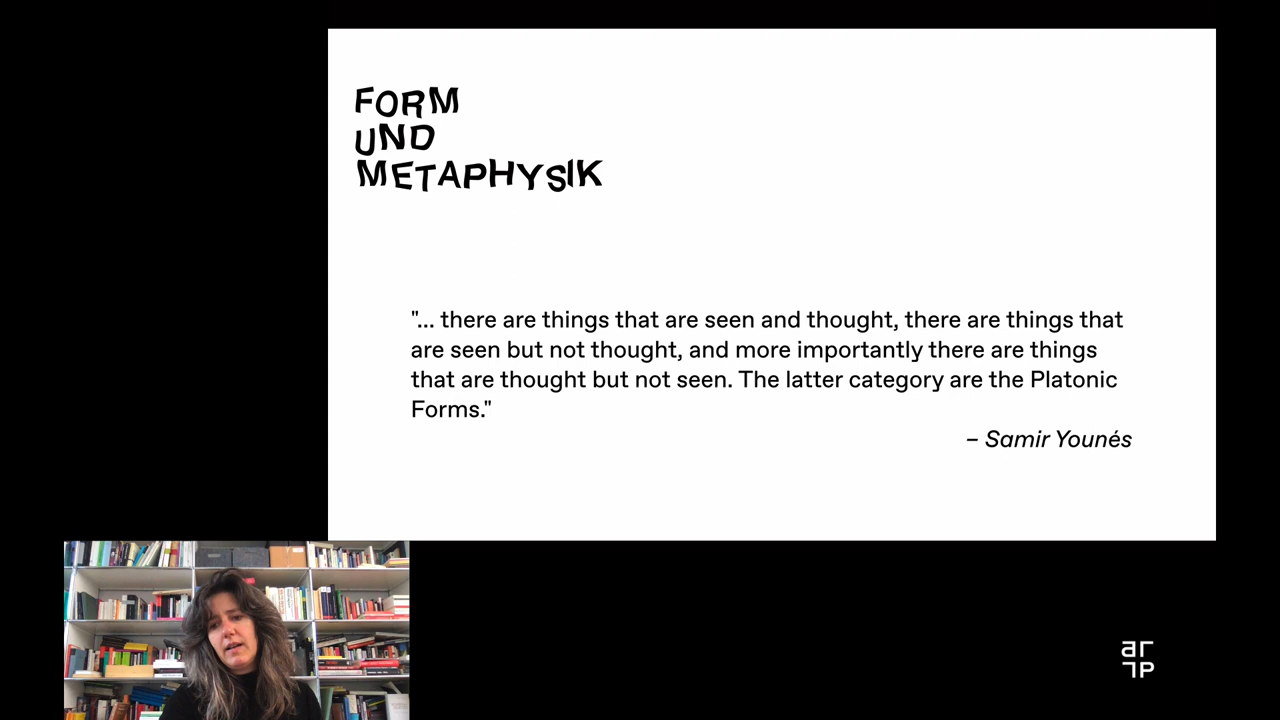 FORM
UND
METAPHYSIK
"... there are things that are seen and thought, there are things that
are seen but not thought, and more importantly there are things
that are thought but not seen. The latter category are the Platonic
Forms."
– Samir Younés